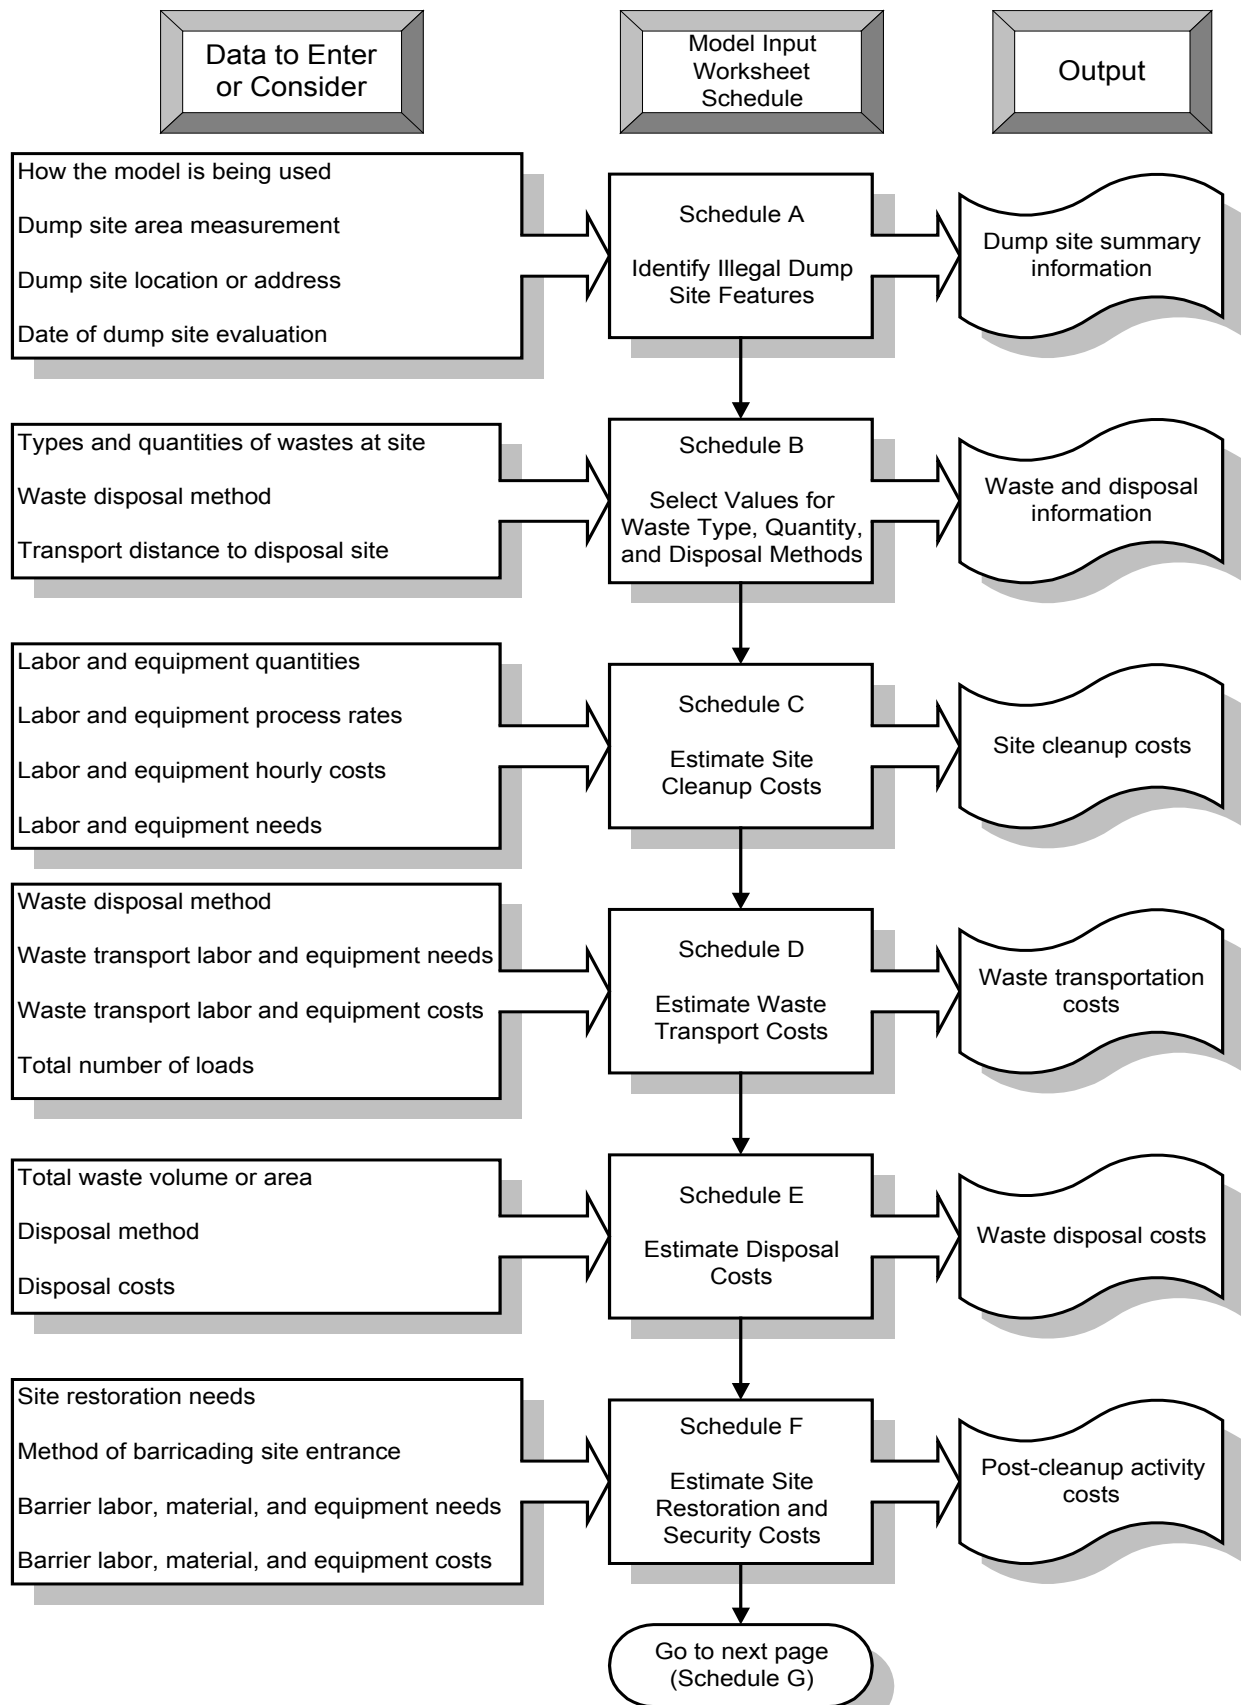 Data to Enter
or Consider
Model Input
Worksheet
Schedule
Output
How the model is being used
Dump site area measurement
Dump site location or address
Date of dump site evaluation
Schedule A
Identify Illegal Dump
Site Features
Dump site summary
information
Types and quantities of wastes at site
Waste disposal method
Transport distance to disposal site
Schedule B
Select Values for
Waste Type, Quantity,
and Disposal Methods
Waste and disposal
information
Labor and equipment quantities
Labor and equipment process rates
Labor and equipment hourly costs
Labor and equipment needs
Schedule C
Estimate Site
Cleanup Costs
Site cleanup costs
Waste disposal method
Waste transport labor and equipment needs
Waste transport labor and equipment costs
Total number of loads
Schedule D
Estimate Waste
Transport Costs
Waste transportation
costs
Total waste volume or area
Disposal method
Disposal costs
Schedule E
Estimate Disposal
Costs
Waste disposal costs
Site restoration needs
Method of barricading site entrance
Barrier labor, material, and equipment needs
Barrier labor, material, and equipment costs
Schedule F
Estimate Site
Restoration and
Security Costs
Post-cleanup activity
costs
Go to next page
(Schedule G)